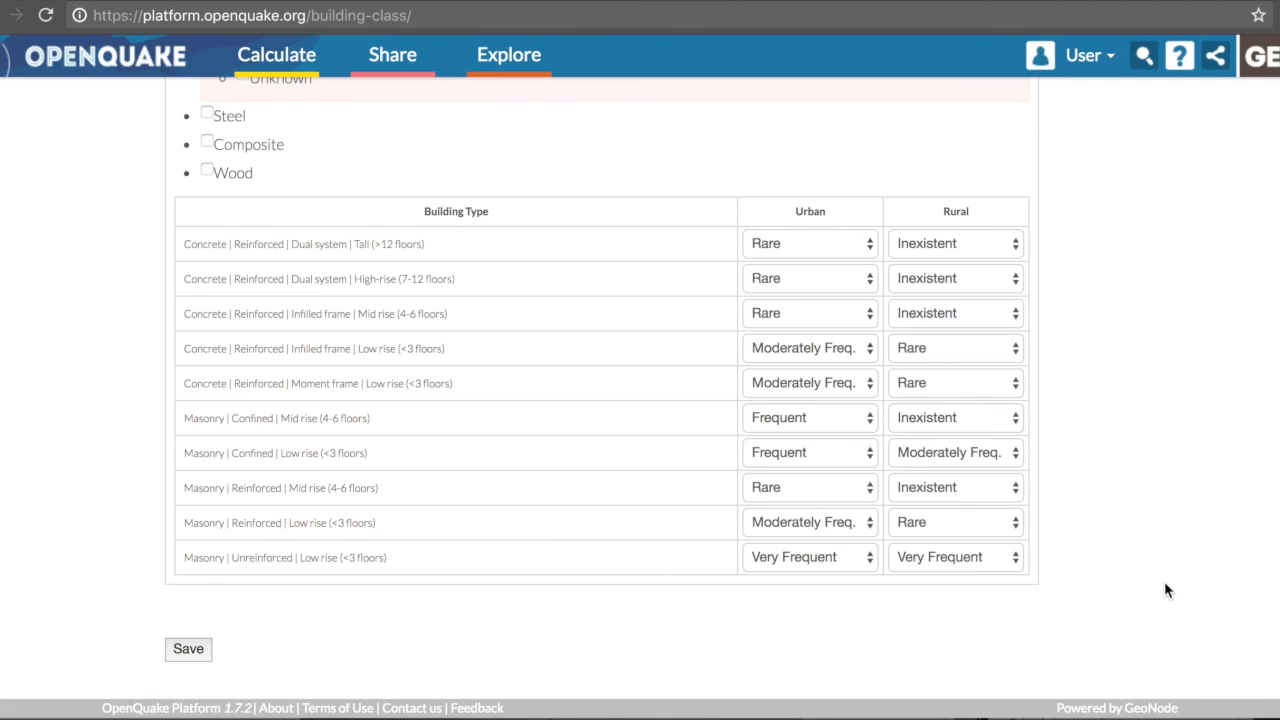 https://platform.openquake.org/building-class/
OPENQUAKE Calculate Share Explore User ? GE
Unknown
Steel
Composite
Wood
Building Type Urban Rural
Concrete | Reinforced | Dual system | Tall (>12 floors) Rare Inexistent
Concrete | Reinforced | Dual system | High-rise (7-12 floors) Rare Inexistent
Concrete | Reinforced | Infilled frame | Mid rise (4-6 floors) Rare Inexistent
Concrete | Reinforced | Infilled frame | Low rise (<3 floors) Moderately Freq. Rare
Concrete | Reinforced | Moment frame | Low rise (<3 floors) Moderately Freq. Rare
Masonry | Confined | Mid rise (4-6 floors) Frequent Inexistent
Masonry | Confined | Low rise (<3 floors) Frequent Moderately Freq.
Masonry | Reinforced | Mid rise (4-6 floors) Rare Inexistent
Masonry | Reinforced | Low rise (<3 floors) Moderately Freq. Rare
Masonry | Unreinforced | Low rise (<3 floors) Very Frequent Very Frequent
Save
OpenQuake Platform 1.7.2 | About | Terms of Use | Contact us | Feedback Powered by GeoNode